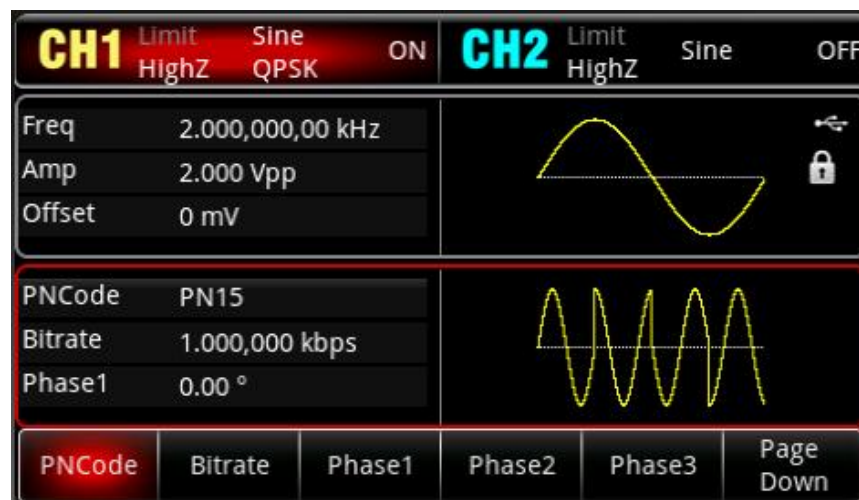 CH1 Limit Sine ON CH2 Limit Sine OFF
HighZ QPSK HighZ
Freq 2.000,000,00 kHz
Amp 2.000 Vpp
Offset 0 mV
PNCode PN15
Bitrate 1.000,000 kbps
Phase1 0.00 °
PNCode Bitrate Phase1 Phase2 Phase3 Page Down